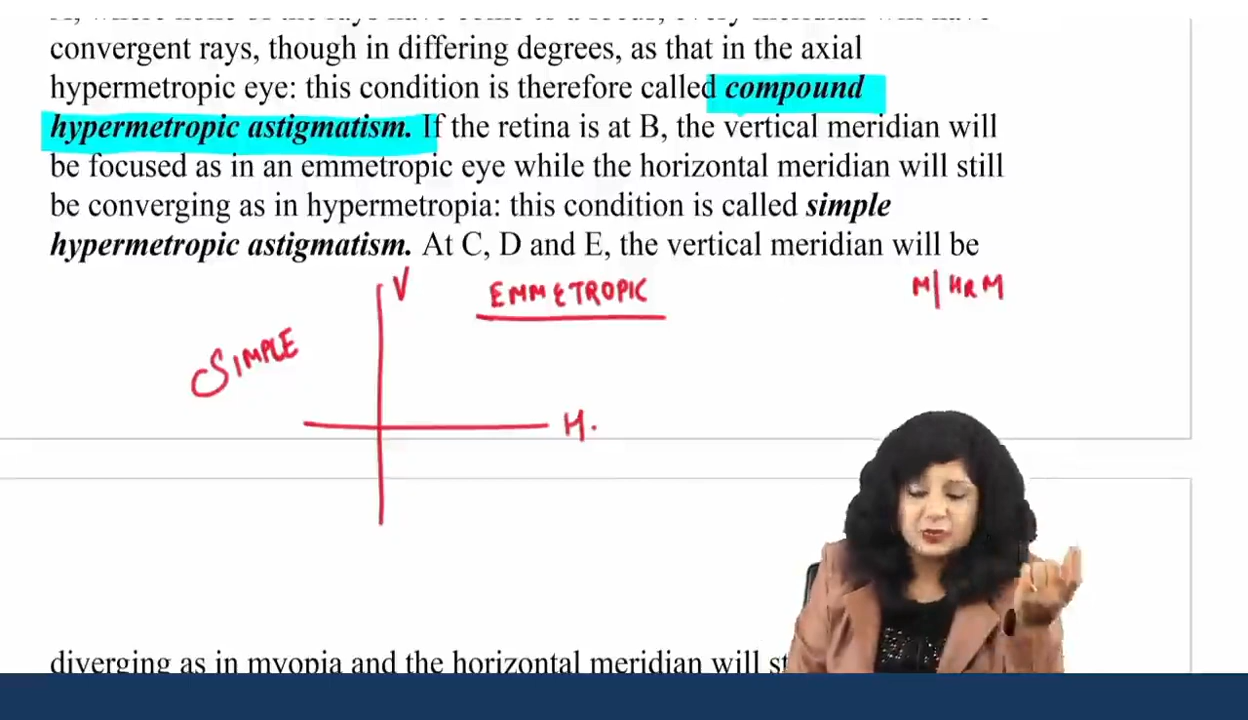 convergent rays, though in differing degrees, as that in the axial
hypermetropic eye: this condition is therefore called compound
hypermetropic astigmatism. If the retina is at B, the vertical meridian will
be focused as in an emmetropic eye while the horizontal meridian will still
be converging as in hypermetropia: this condition is called simple
hypermetropic astigmatism. At C, D and E, the vertical meridian will be
V
EMMETROPIC
M/HRM
SIMPLE
H.
diverging as in myopia and the horizontal meridian will